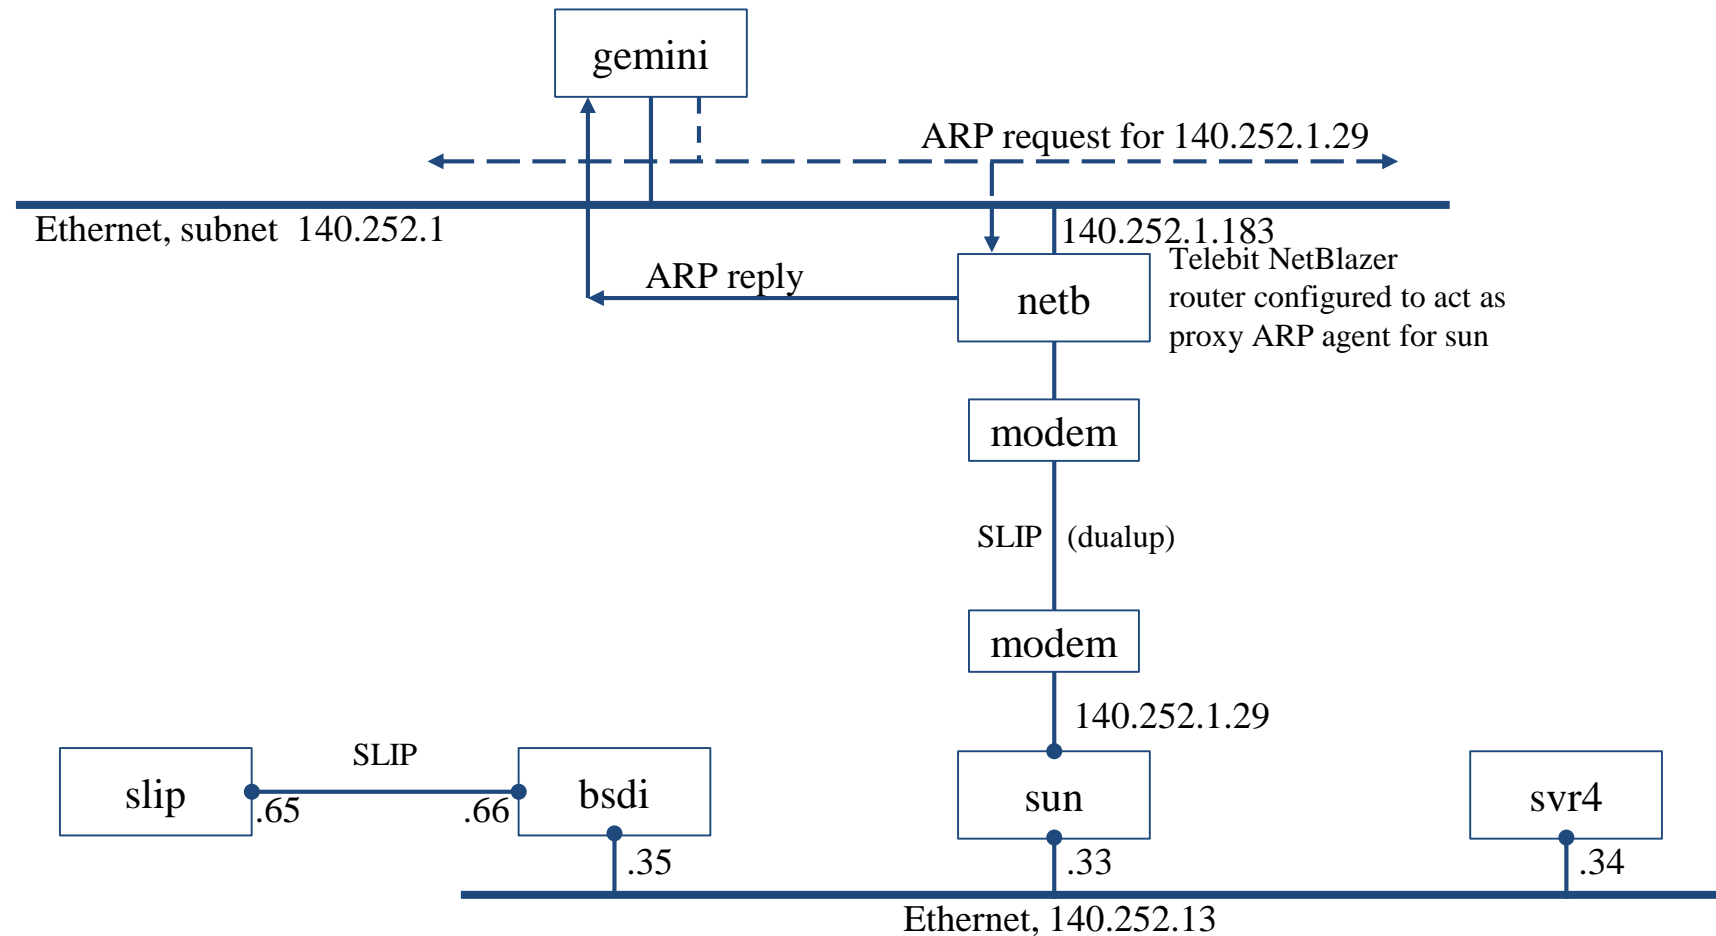 gemini
ARP request for 140.252.1.29
Ethernet, subnet 140.252.1
140.252.1.183
ARP reply
netb
Telebit NetBlazer
router configured to act as
proxy ARP agent for sun
modem
SLIP (dualup)
modem
140.252.1.29
slip
SLIP
.65
.66
bsdi
sun
svr4
.35
.33
.34
Ethernet, 140.252.13